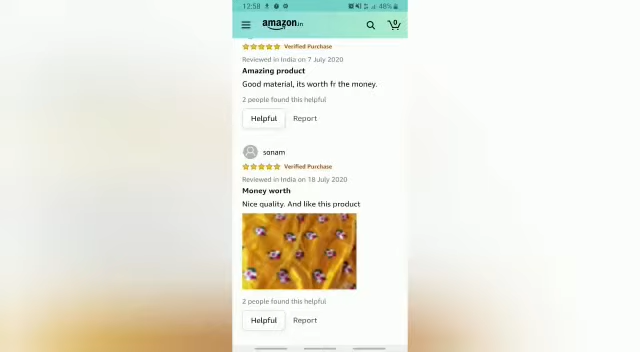 12:58
48%
amazon.in
0
Verified Purchase
Reviewed in India on 7 July 2020
Amazing product
Good material, its worth fr the money.
2 people found this helpful
Helpful
Report
sonam
Verified Purchase
Reviewed in India on 18 July 2020
Money worth
Nice quality. And like this product
2 people found this helpful
Helpful
Report